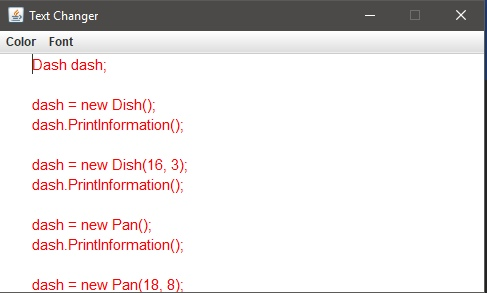 Text Changer
Color Font
Dash dash;
dash = new Dish();
dash.PrintInformation();
dash = new Dish(16, 3);
dash.PrintInformation();
dash = new Pan();
dash.PrintInformation();
dash = new Pan(18, 8);